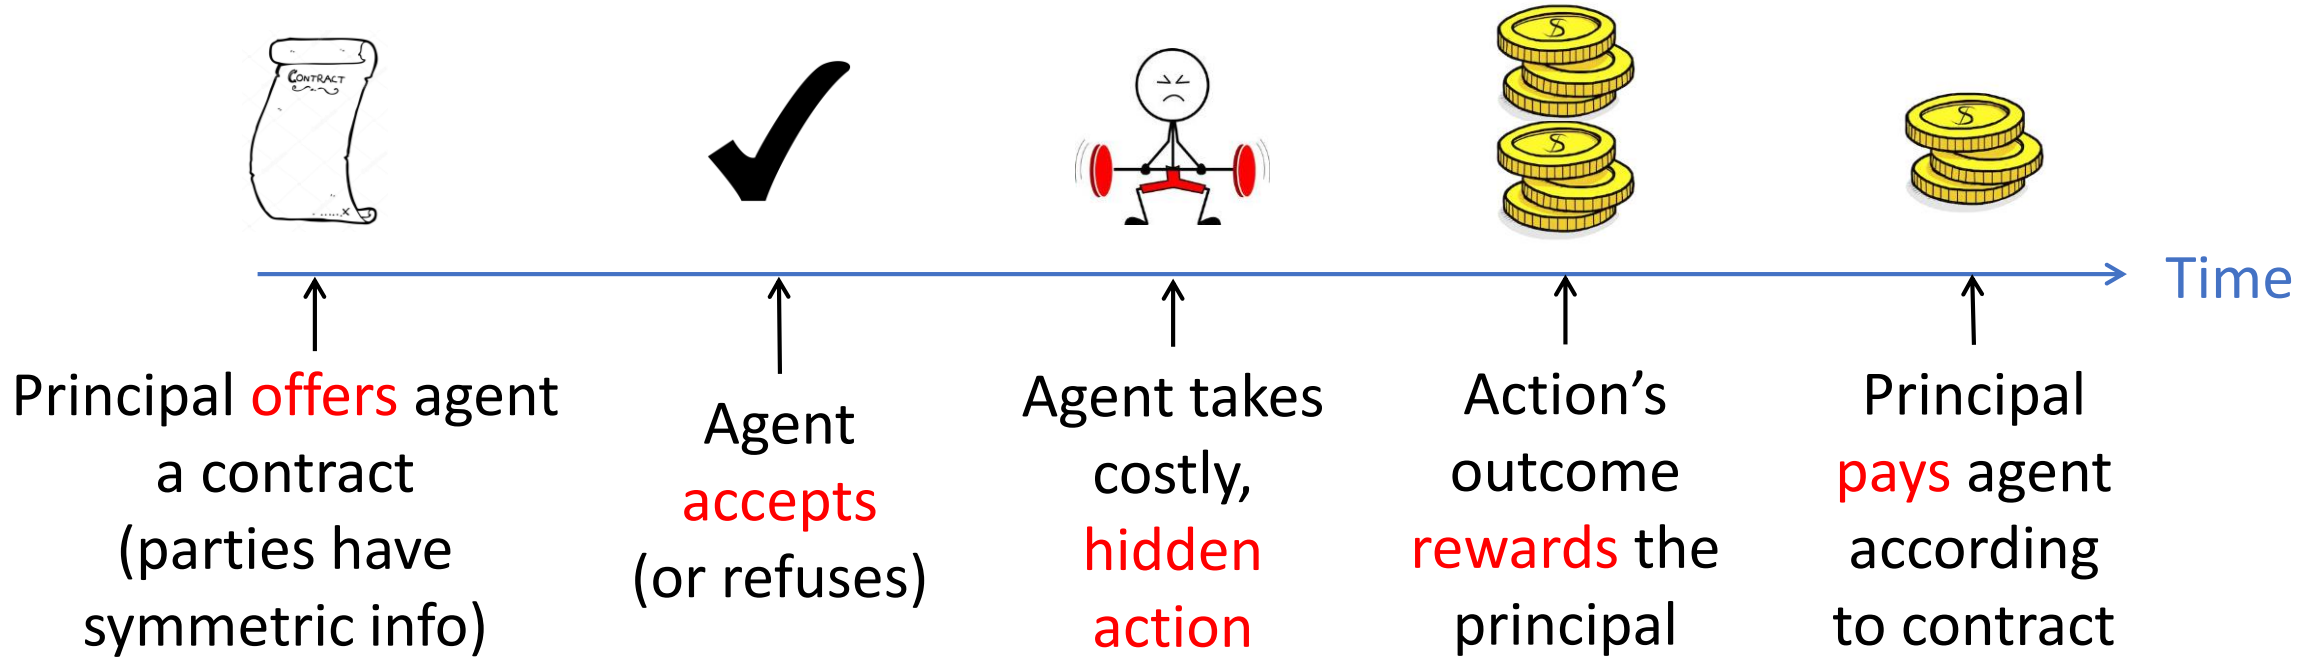 CONTRACT
......x
$
$
$
Time
Principal offers agent
a contract
(parties have
symmetric info)
Agent
accepts
(or refuses)
Agent takes
costly,
hidden
action
Action’s
outcome
rewards the
principal
Principal
pays agent
according
to contract